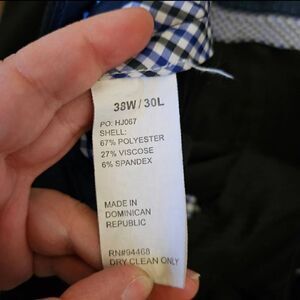 38W / 30L
PO: HJ067
SHELL:
67% POLYESTER
27% VISCOSE
6% SPANDEX
MADE IN
DOMINICAN
REPUBLIC
RN#94468
DRY CLEAN ONLY